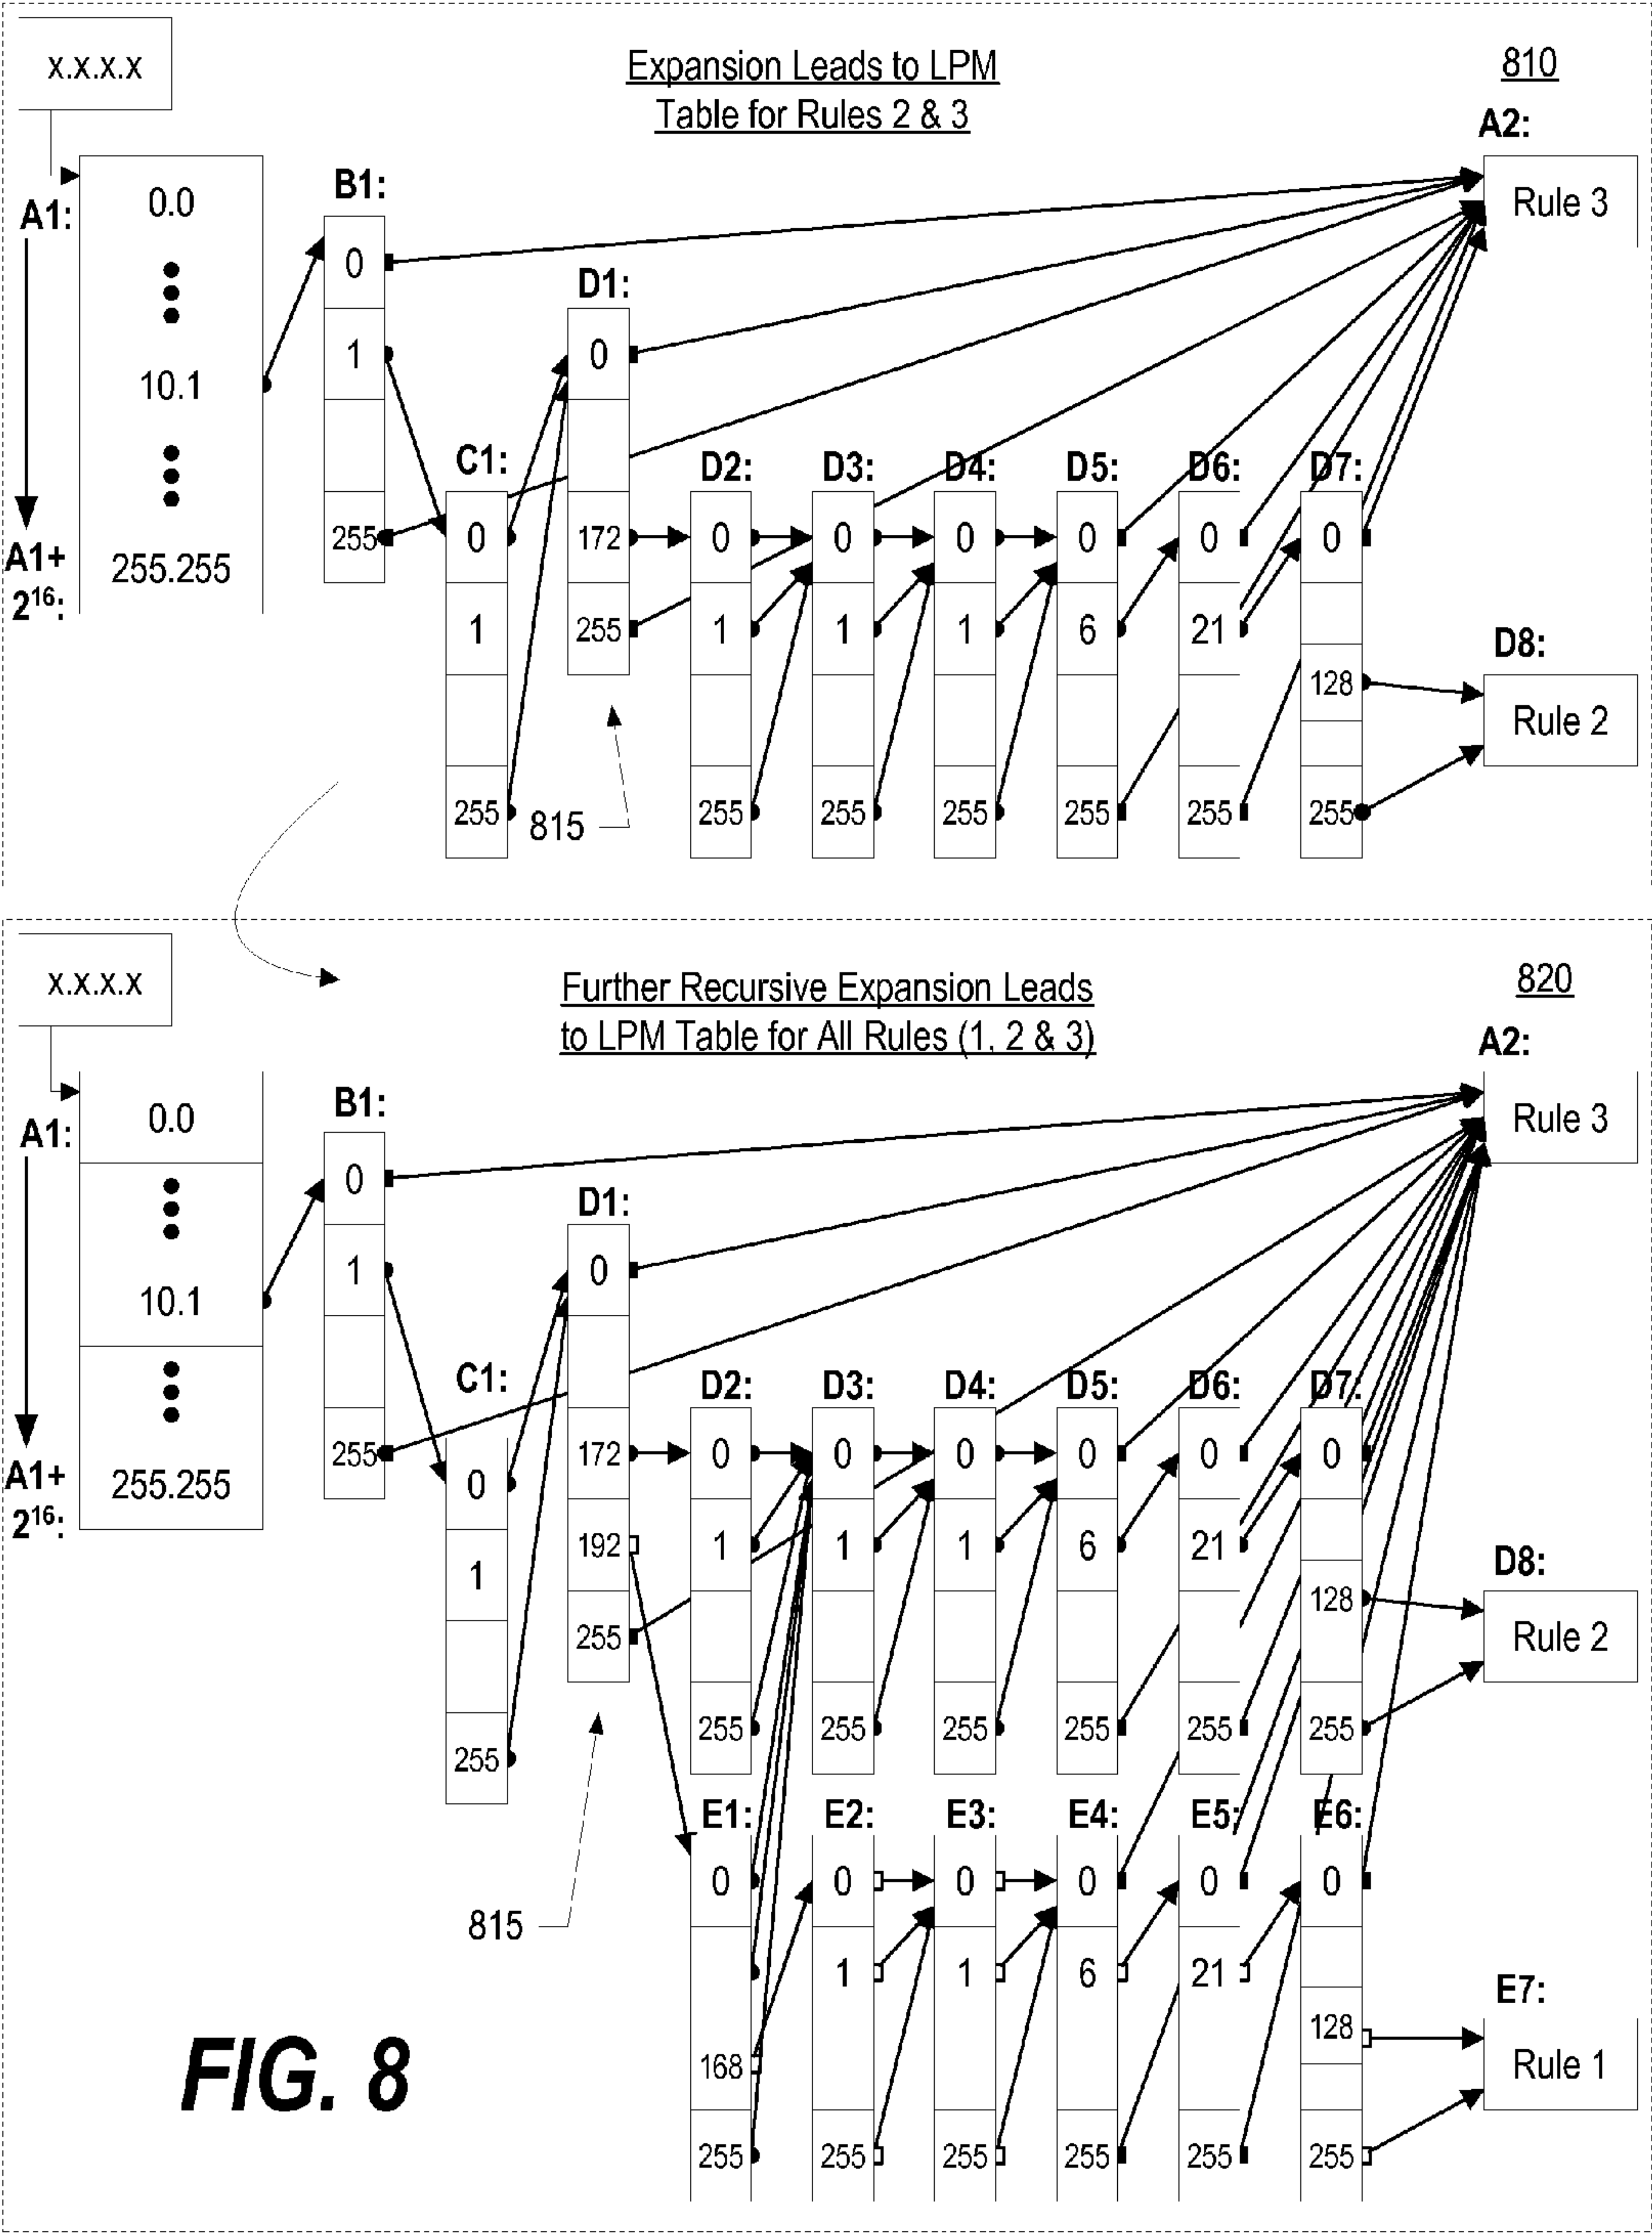 x.x.x.x
Expansion Leads to LPM
Table for Rules 2 & 3
810
A2:
Rule 3
A1:
0.0
10.1
255.255
A1+
2¹⁶:
B1:
0
1
255
D1:
0
172
255
C1:
0
1
255
815
D2:
0
1
255
D3:
0
1
255
D4:
0
1
255
D5:
0
6
255
D6:
0
21
255
D7:
0
128
255
D8:
Rule 2
x.x.x.x
Further Recursive Expansion Leads
to LPM Table for All Rules (1, 2 & 3)
820
A2:
Rule 3
A1:
0.0
10.1
255.255
A1+
2¹⁶:
B1:
0
1
255
D1:
0
172
192
255
C1:
0
1
255
815
D2:
0
1
255
D3:
0
1
255
D4:
0
1
255
D5:
0
6
255
D6:
0
21
255
D7:
0
128
255
D8:
Rule 2
E1:
0
168
255
E2:
0
1
255
E3:
0
1
255
E4:
0
6
255
E5:
0
21
255
E6:
0
128
255
E7:
Rule 1
FIG. 8